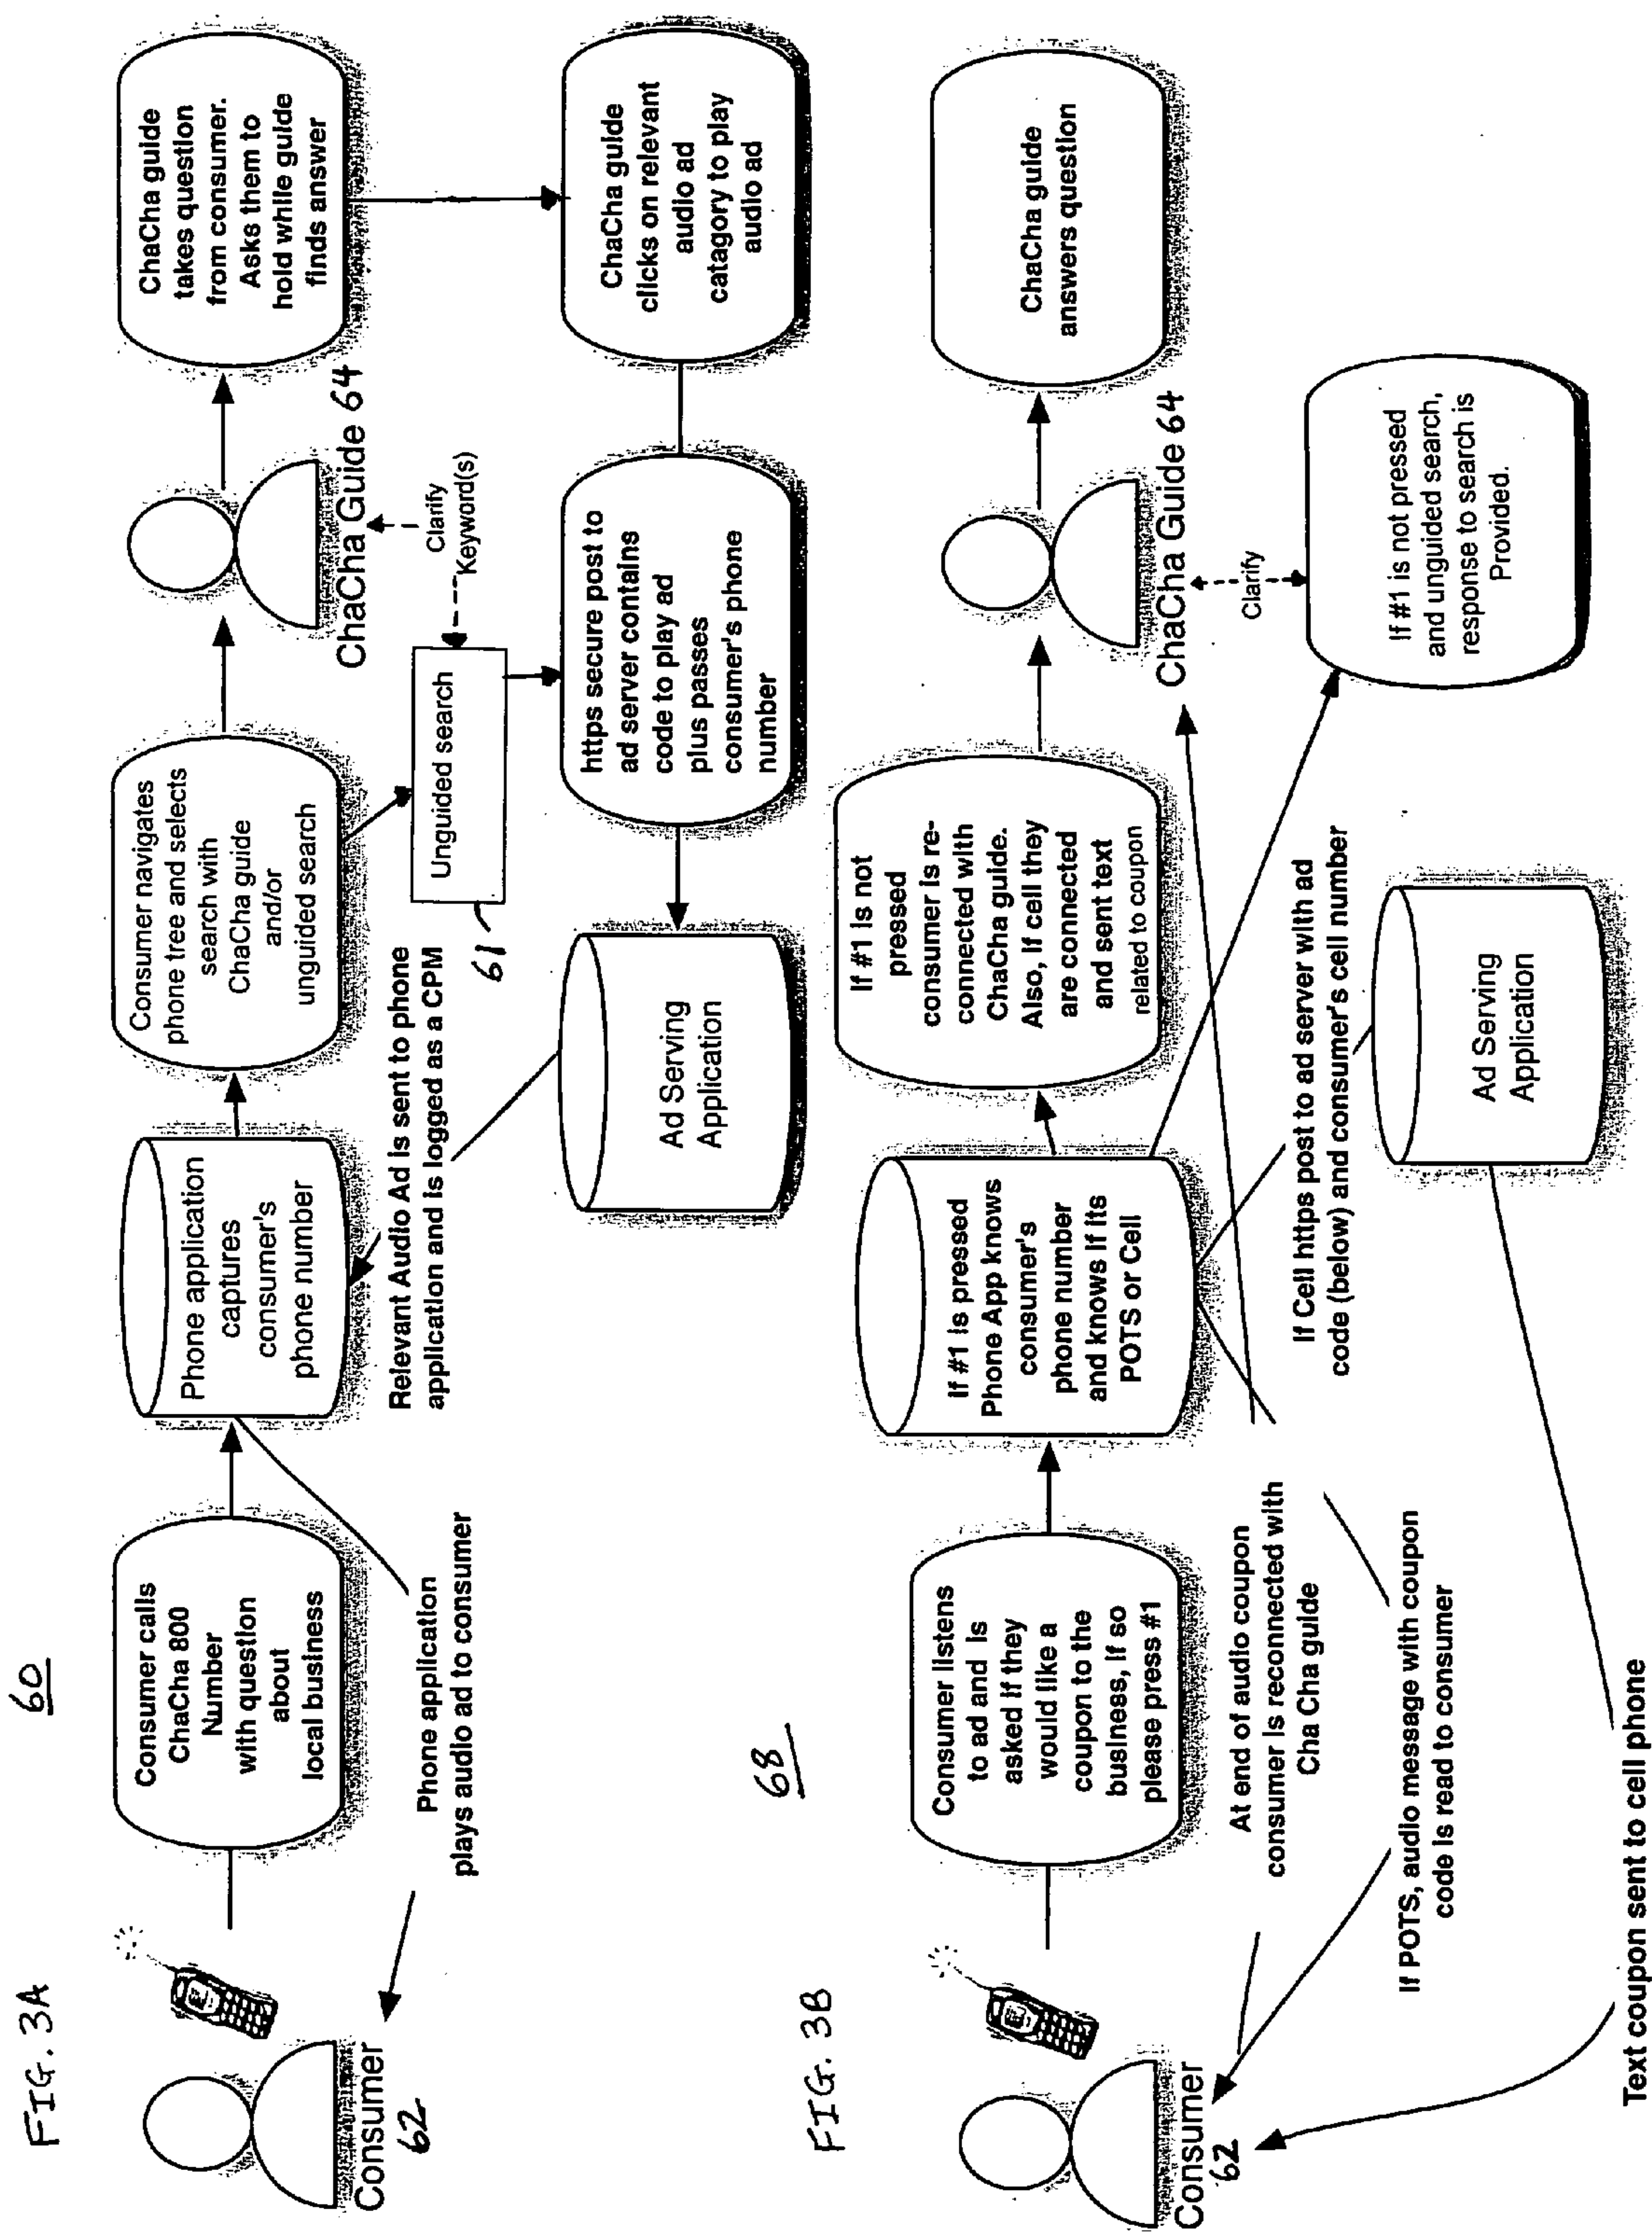 FIG. 3A
60
Consumer
62
Consumer calls
ChaCha 800
Number
with question
about
local business
Phone application
plays audio ad to consumer
Phone application
captures
consumer's
phone number
Relevant Audio Ad is sent to phone
application and is logged as a CPM
Consumer navigates
phone tree and selects
search with
ChaCha guide
and/or
unguided search
Unguided search
61
Clarify
Keyword(s)
ChaCha Guide 64
ChaCha guide
takes question
from consumer.
Asks them to
hold while guide
finds answer
ChaCha guide
clicks on relevant
audio ad
catagory to play
audio ad
https secure post to
ad server contains
code to play ad
plus passes
consumer's phone
number
Ad Serving
Application
FIG. 3B
68
Consumer
62
Consumer listens
to ad and is
asked if they
would like a
coupon to the
business, if so
please press #1
At end of audio coupon
consumer is reconnected with
Cha Cha guide
If POTS, audio message with coupon
code is read to consumer
Text coupon sent to cell phone
If #1 is pressed
Phone App knows
consumer's
phone number
and knows if its
POTS or Cell
If Cell https post to ad server with ad
code (below) and consumer's cell number
Ad Serving
Application
If #1 is not
pressed
consumer is re-
connected with
ChaCha guide.
Also, if cell they
are connected
and sent text
related to coupon
ChaCha Guide 64
Clarify
If #1 is not pressed
and unguided search,
response to search is
Provided.
ChaCha guide
answers question